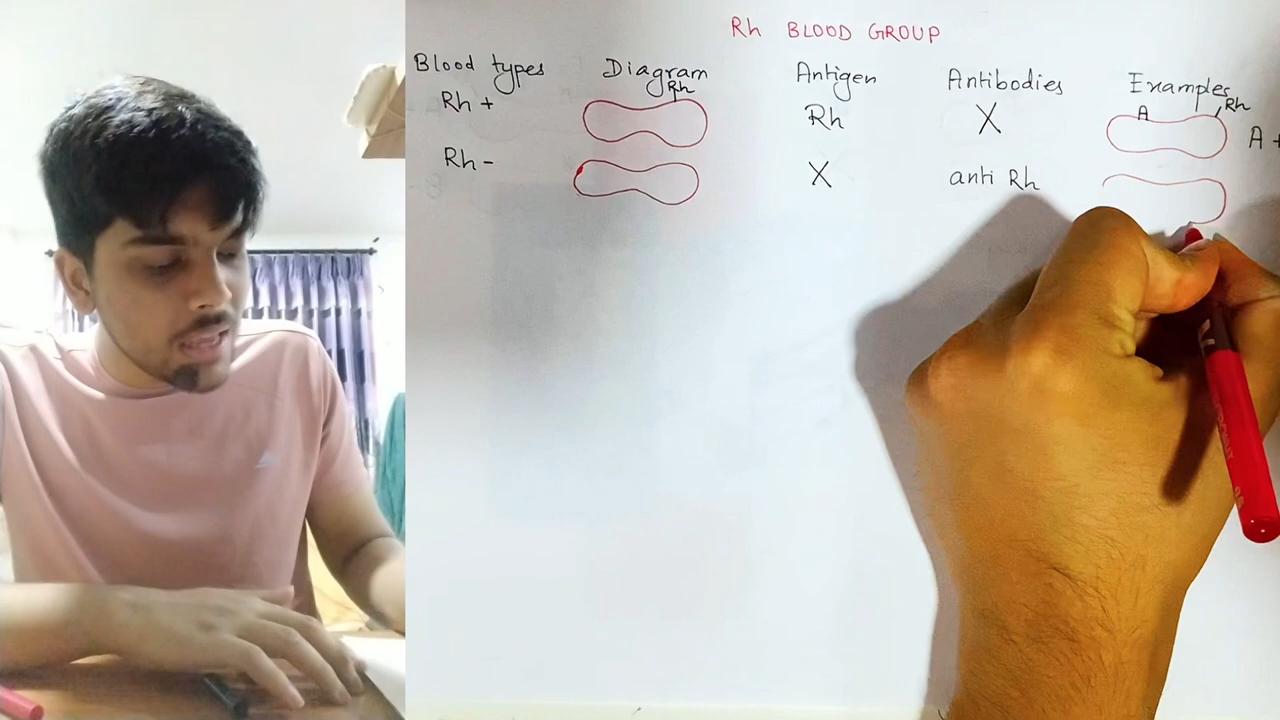 Rh BLOOD GROUP
Blood types Diagram Antigen Antibodies Examples
Rh
Rh + Rh X A Rh
A +
Rh - X anti Rh